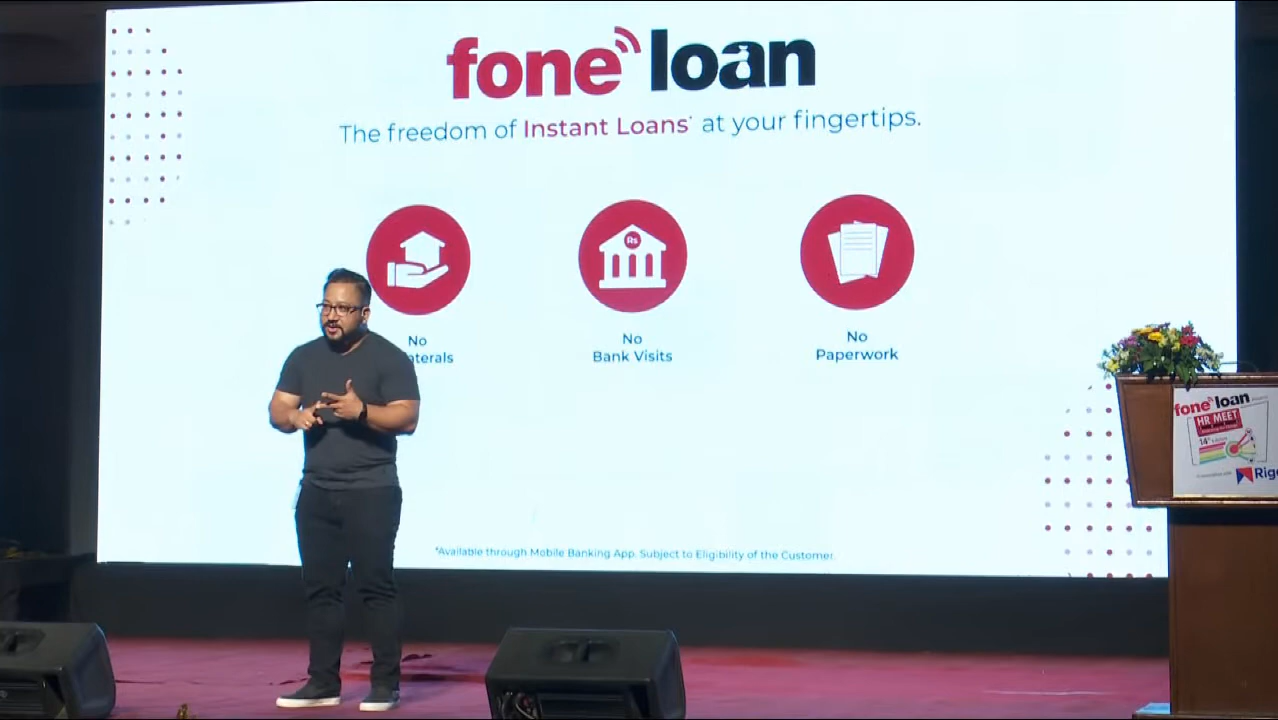 fone loan
The freedom of Instant Loans* at your fingertips.
Rs
No
aterals
No
Bank Visits
No
Paperwork
*Available through Mobile Banking App. Subject to Eligibility of the Customer.
fone loan
HR MEET
14th
Rig